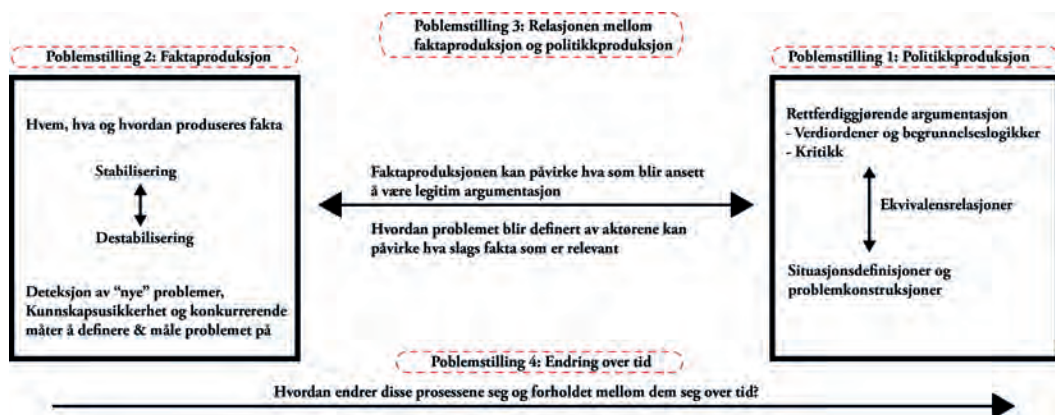 Poblemstilling 3: Relasjonen mellom
faktaproduksjon og politikkproduksjon
Poblemstilling 2: Faktaproduksjon
Hvem, hva og hvordan produseres fakta
Stabilisering
Destabilisering
Deteksjon av “nye” problemer,
Kunnskapsusikkerhet og konkurrerende
måter å definere & måle problemet på
Faktaproduksjonen kan påvirke hva som blir ansett
å være legitim argumentasjon
Hvordan problemet blir definert av aktørene kan
påvirke hva slags fakta som er relevant
Poblemstilling 1: Politikkproduksjon
Rettferdiggjørende argumentasjon
- Verdiordener og begrunnelseslogikker
- Kritikk
Ekvivalensrelasjoner
Situasjonsdefinisjoner og
problemkonstruksjoner
Poblemstilling 4: Endring over tid
Hvordan endrer disse prosessene seg og forholdet mellom dem seg over tid?